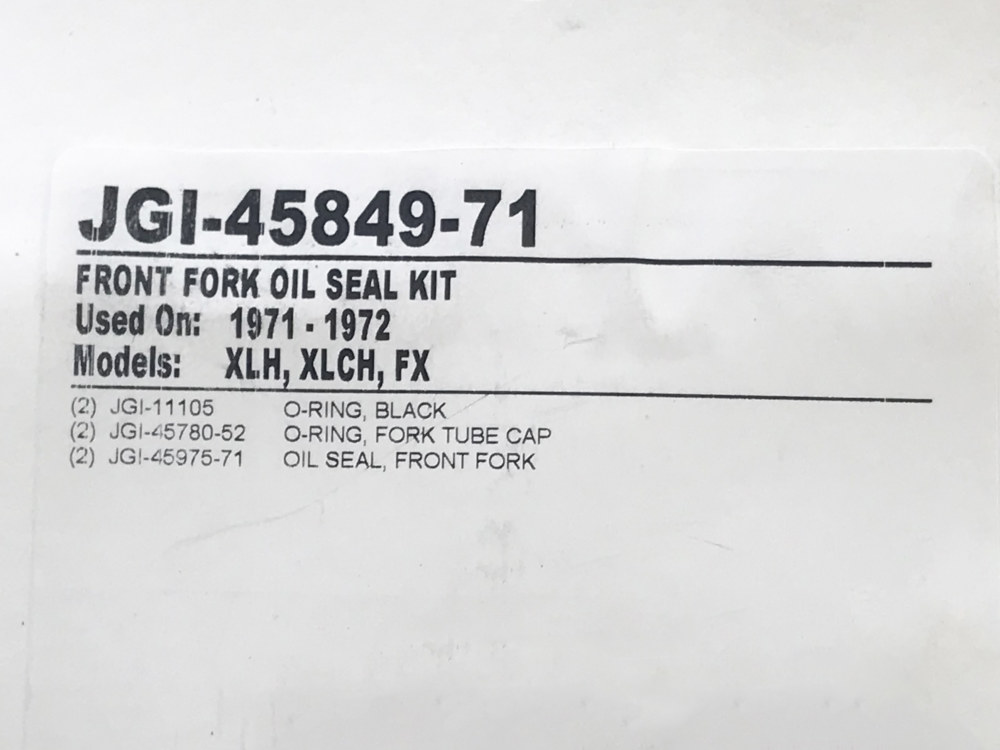 JGI-45849-71
FRONT FORK OIL SEAL KIT
Used On: 1971 - 1972
Models: XLH, XLCH, FX
(2) JGI-11105 O-RING, BLACK
(2) JGI-45780-52 O-RING, FORK TUBE CAP
(2) JGI-45975-71 OIL SEAL, FRONT FORK